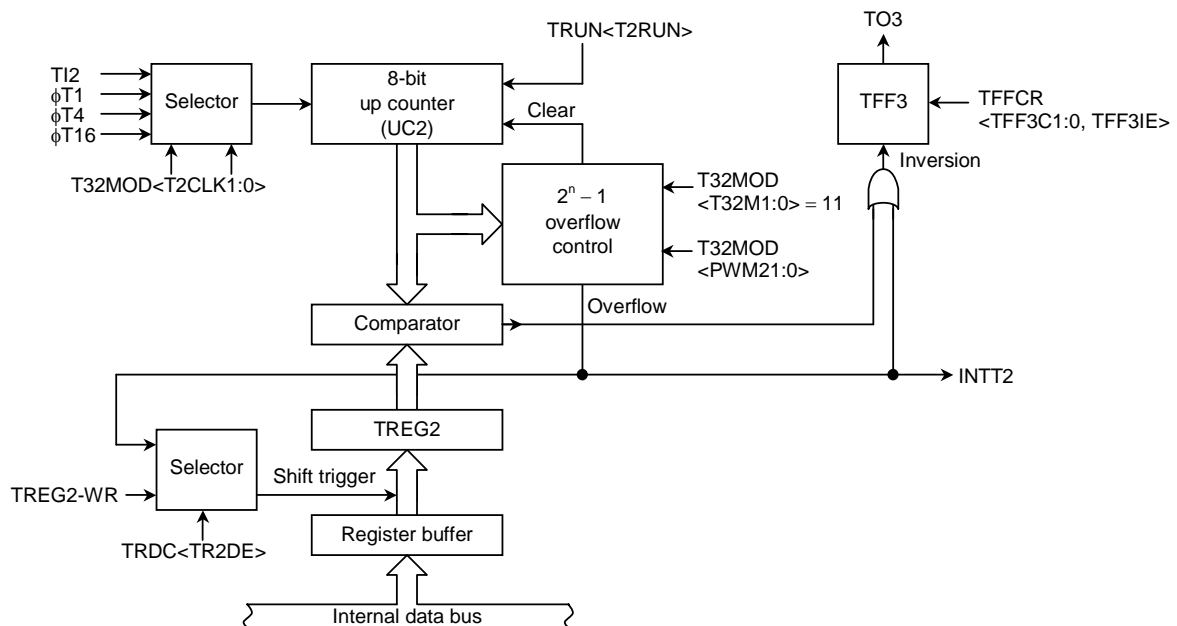 TO3
TRUN<T2RUN>
TI2
ϕT1
ϕT4
ϕT16
Selector
8-bit
up counter
(UC2)
Clear
TFF3
TFFCR
<TFF3C1:0, TFF3IE>
Inversion
T32MOD<T2CLK1:0>
2ⁿ – 1
overflow
control
T32MOD
<T32M1:0> = 11
T32MOD
<PWM21:0>
Overflow
Comparator
INTT2
TREG2
Selector
Shift trigger
TREG2-WR
Register buffer
TRDC<TR2DE>
Internal data bus